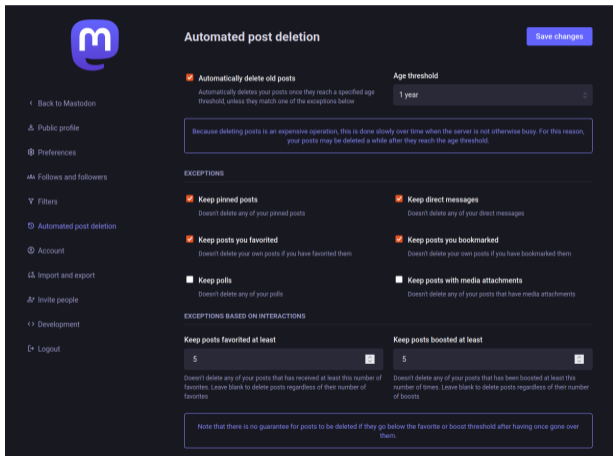 Automated post deletion
Save changes
Automatically delete old posts
Automatically deletes your posts once they reach a specified age
threshold, unless they match one of the exceptions below
Age threshold
1 year
Because deleting posts is an expensive operation, this is done slowly over time when the server is not otherwise busy. For this reason,
your posts may be deleted a while after they reach the age threshold.
Back to Mastodon
Public profile
Preferences
Follows and followers
Filters
Automated post deletion
Account
Import and export
Invite people
Development
Logout
EXCEPTIONS
Keep pinned posts
Doesn't delete any of your pinned posts
Keep direct messages
Doesn't delete any of your direct messages
Keep posts you favorited
Doesn't delete your own posts if you have favorited them
Keep posts you bookmarked
Doesn't delete your own posts if you have bookmarked them
Keep polls
Doesn't delete any of your polls
Keep posts with media attachments
Doesn't delete any of your posts that have media attachments
EXCEPTIONS BASED ON INTERACTIONS
Keep posts favorited at least
5
Doesn't delete any of your posts that has received at least this number of
favorites. Leave blank to delete posts regardless of their number of
favorites
Keep posts boosted at least
5
Doesn't delete any of your posts that has been boosted at least this
number of times. Leave blank to delete posts regardless of their number
of boosts
Note that there is no guarantee for posts to be deleted if they go below the favorite or boost threshold after having once gone over
them.